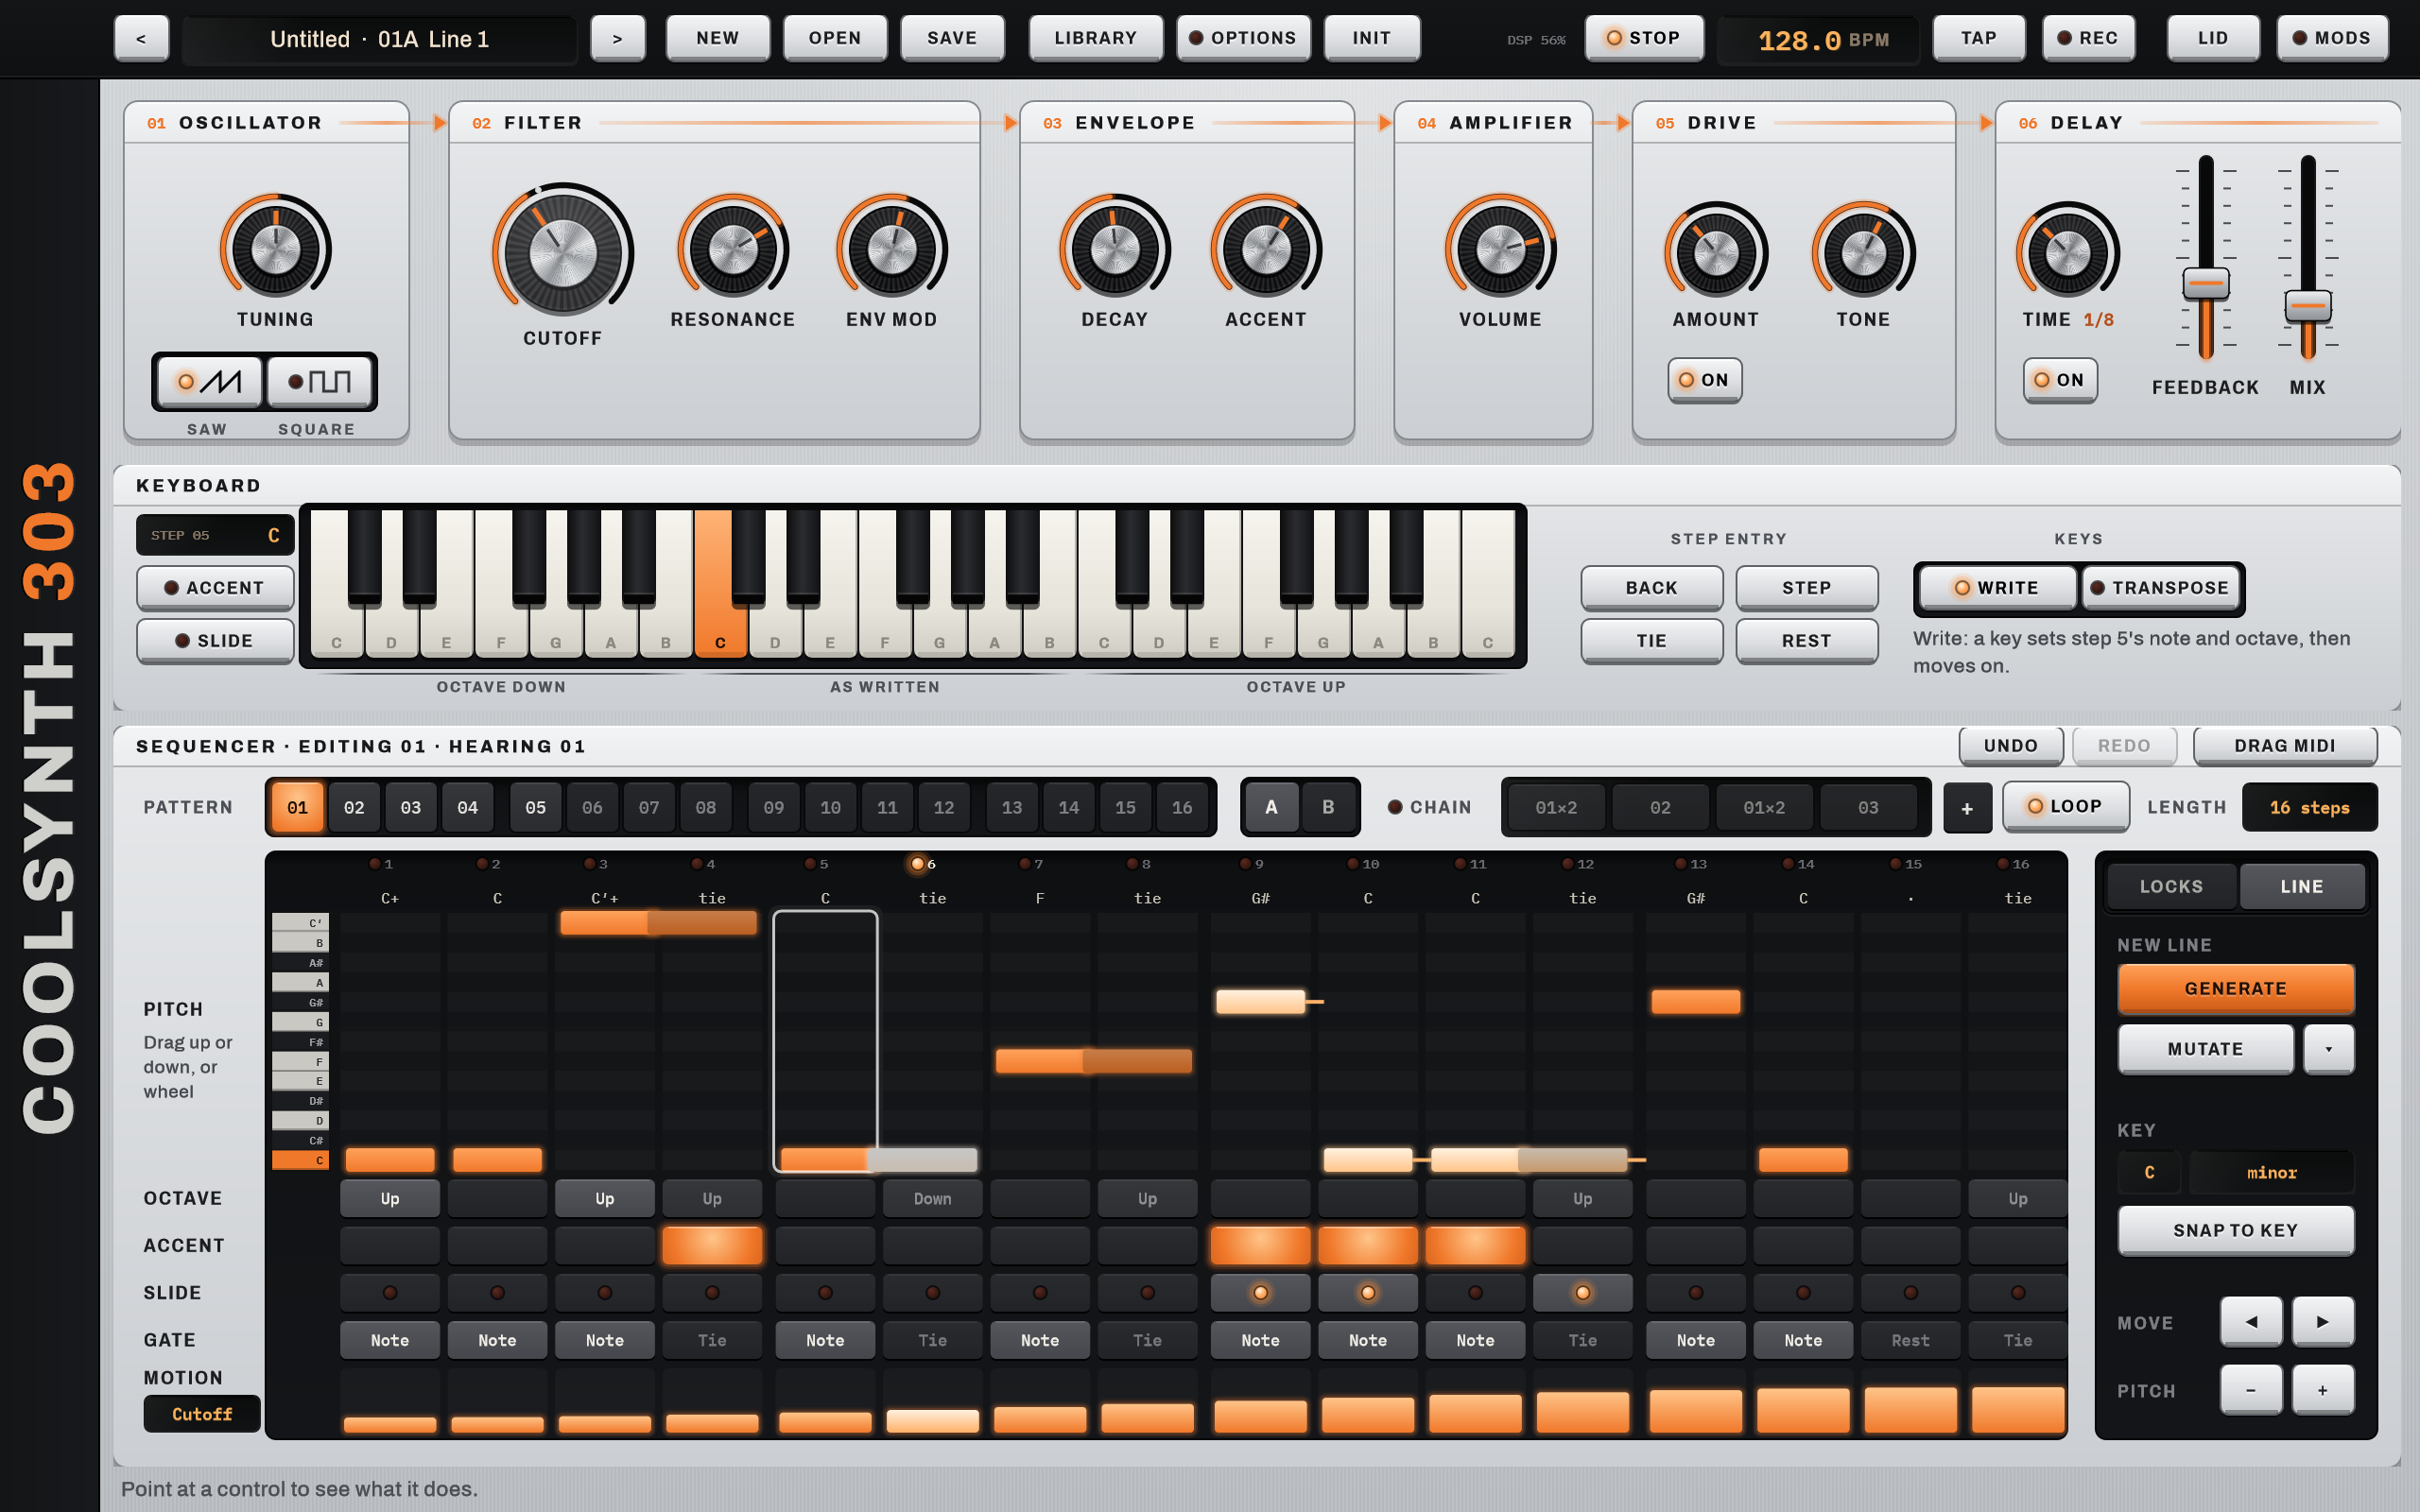 < Untitled · 01A Line 1 > NEW OPEN SAVE LIBRARY OPTIONS INIT DSP 56% STOP 128.0 BPM TAP REC LID MODS
COOLSYNTH 303
01 OSCILLATOR 02 FILTER 03 ENVELOPE 04 AMPLIFIER 05 DRIVE 06 DELAY
TUNING CUTOFF RESONANCE ENV MOD DECAY ACCENT VOLUME AMOUNT TONE TIME 1/8
ON ON FEEDBACK MIX
SAW SQUARE
KEYBOARD
STEP 05 C
ACCENT
SLIDE
C D E F G A B C D E F G A B C D E F G A B C
OCTAVE DOWN AS WRITTEN OCTAVE UP
STEP ENTRY
BACK STEP
TIE REST
KEYS
WRITE TRANSPOSE
Write: a key sets step 5's note and octave, then
moves on.
SEQUENCER · EDITING 01 · HEARING 01 UNDO REDO DRAG MIDI
PATTERN 01 02 03 04 05 06 07 08 09 10 11 12 13 14 15 16 A B CHAIN 01×2 02 01×2 03 + LOOP LENGTH 16 steps
1 2 3 4 5 6 7 8 9 10 11 12 13 14 15 16
C+ C C'+ tie C tie F tie G# C C tie G# C · tie
C'
B
A#
A
G#
G
F#
F
E
D#
D
C#
C
PITCH
Drag up or
down, or
wheel
OCTAVE Up Up Up Down Up Up Up
ACCENT
SLIDE
GATE Note Note Note Tie Note Tie Note Tie Note Note Note Tie Note Note Rest Tie
MOTION
Cutoff
LOCKS LINE
NEW LINE
GENERATE
MUTATE
KEY
C minor
SNAP TO KEY
MOVE ◀ ▶
PITCH − +
Point at a control to see what it does.